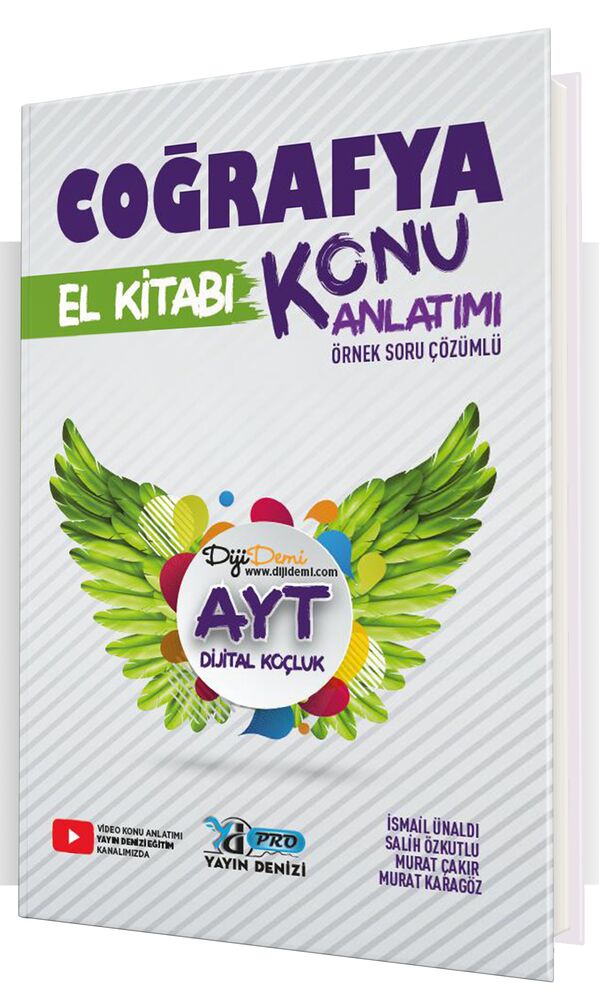 COĞRAFYA
EL KİTABI
KONU
ANLATIMI
ÖRNEK SORU ÇÖZÜMLÜ
DijiDemi
www.dijidemi.com
AYT
DİJİTAL KOÇLUK
VİDEO KONU ANLATIMI
YAYIN DENİZİ EĞİTİM
KANALIMIZDA
yd PRO
YAYIN DENİZİ
İSMAİL ÜNALDI
SALİH ÖZKUTLU
MURAT ÇAKIR
MURAT KARAGÖZ